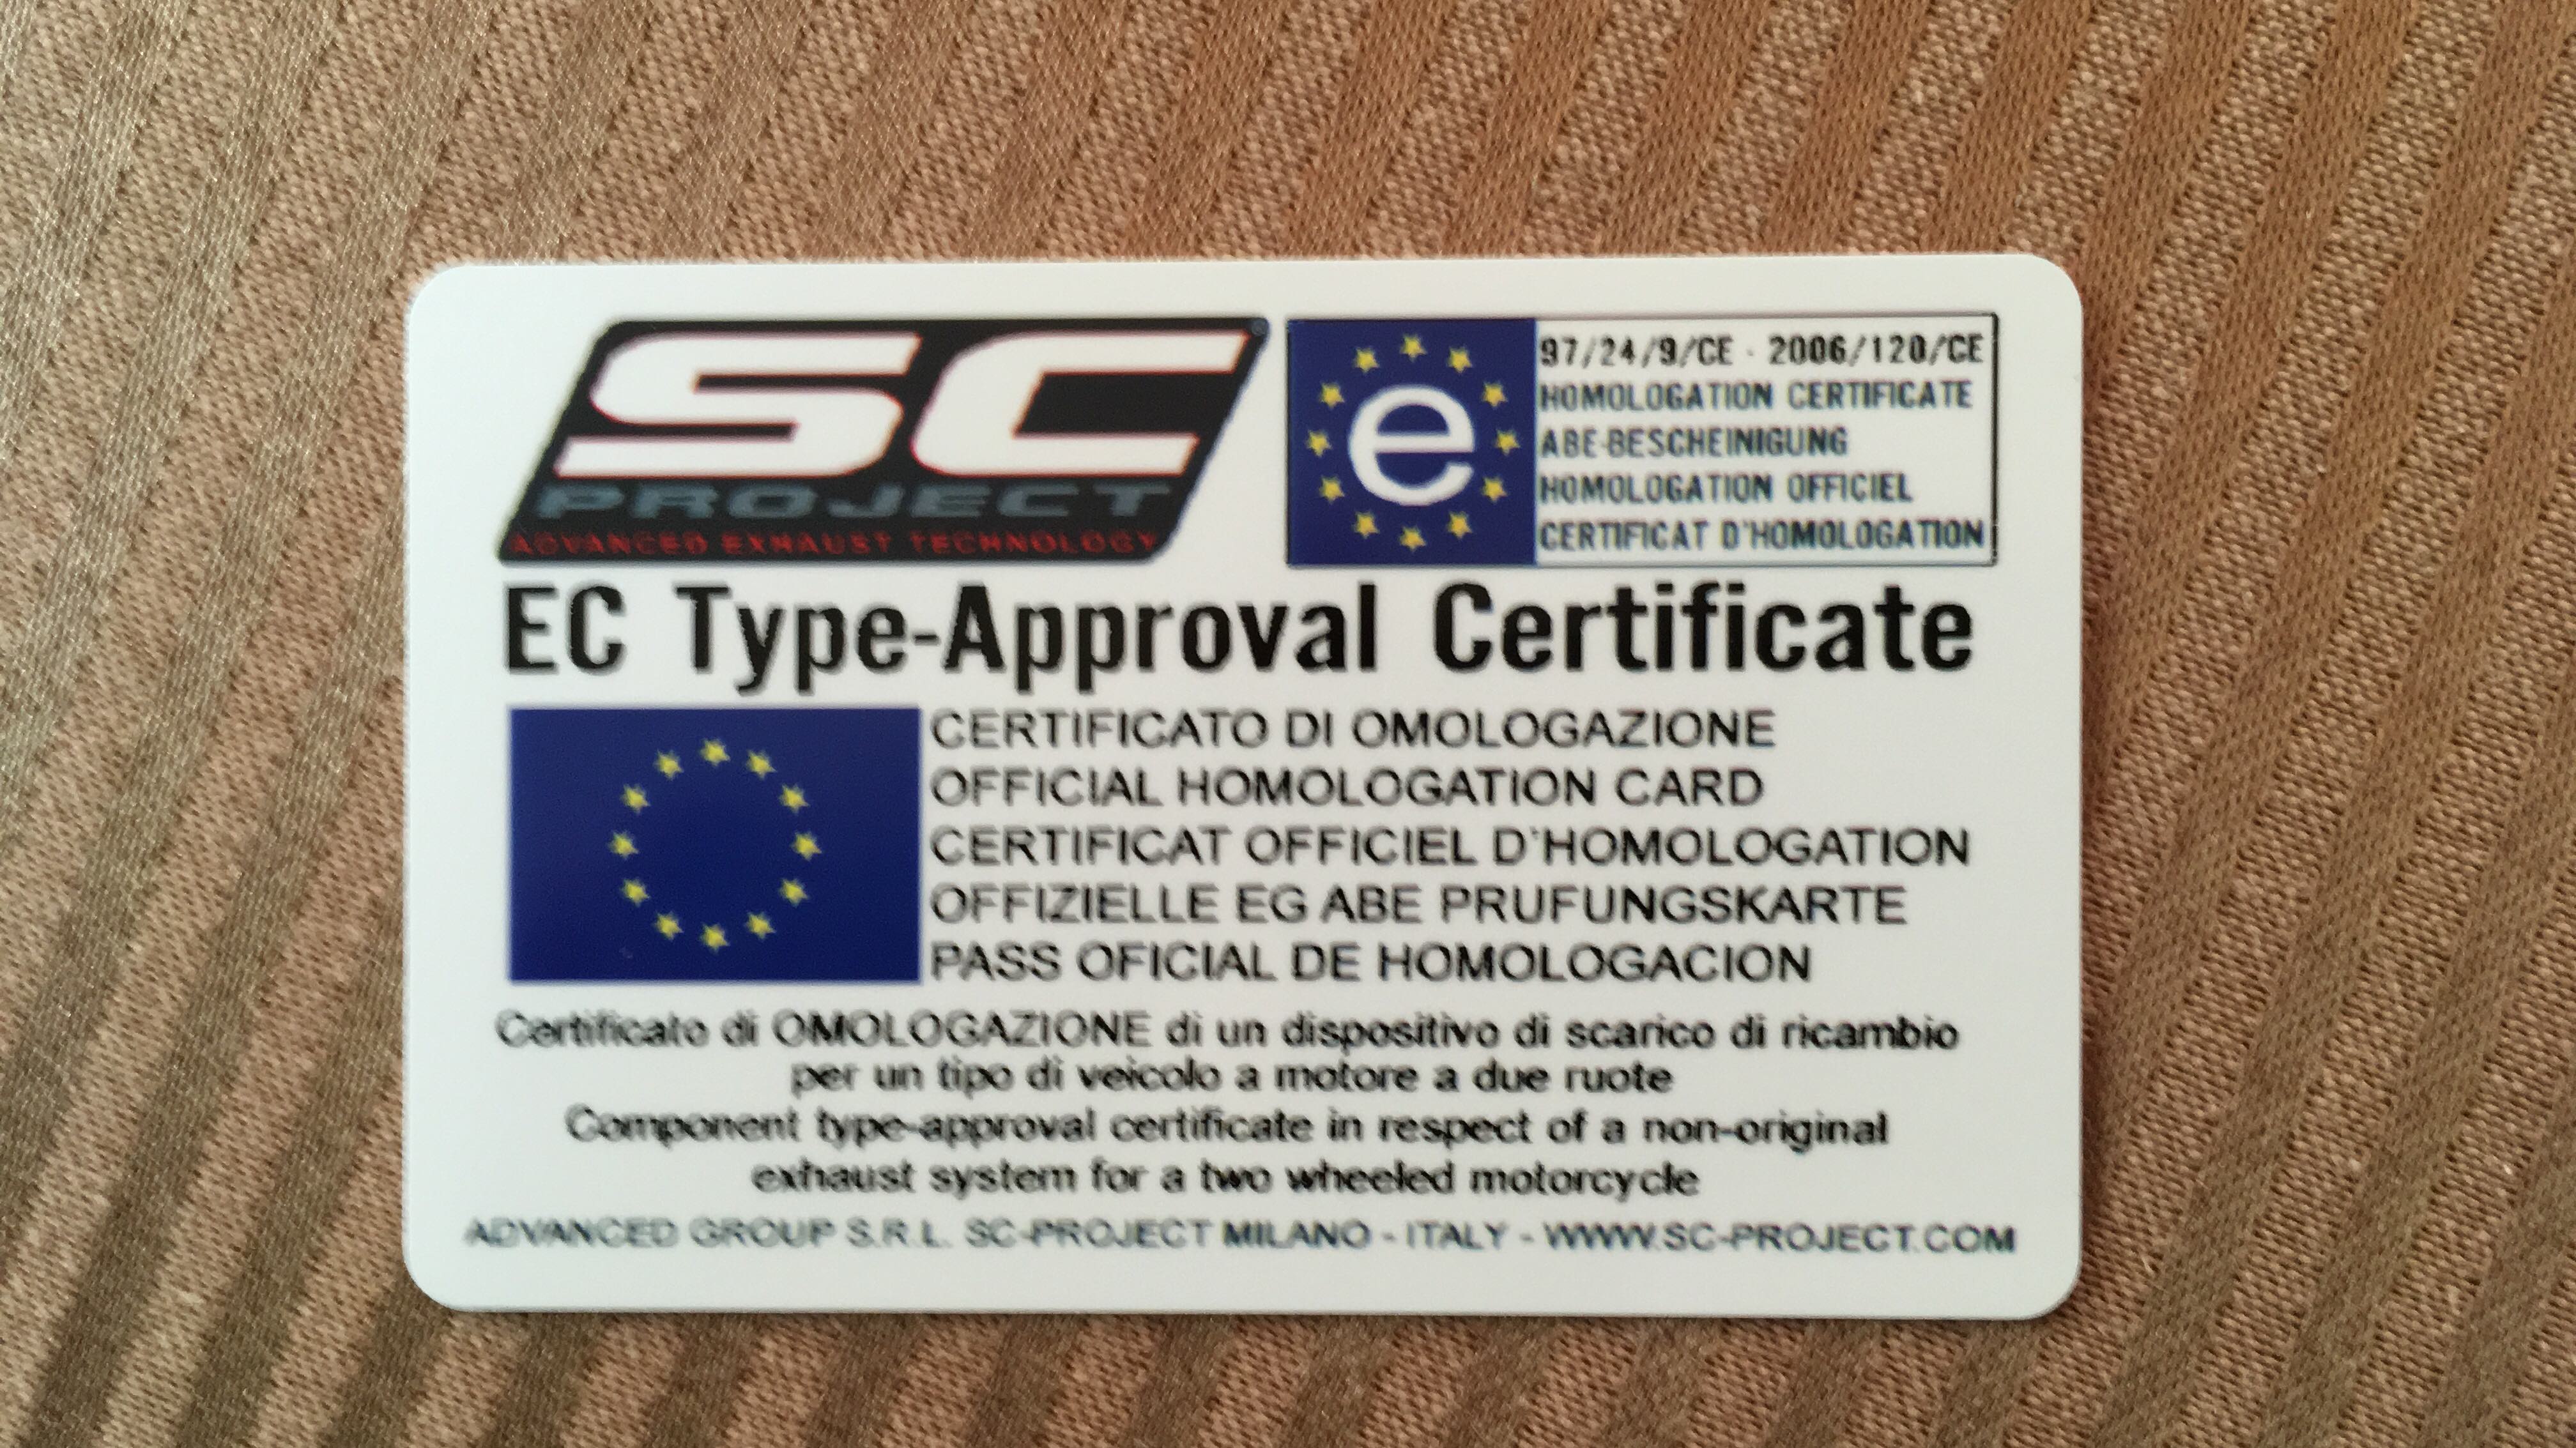 SC
PROJECT
ADVANCED EXHAUST TECHNOLOGY
e
97/24/9/CE · 2006/120/CE
HOMOLOGATION CERTIFICATE
ABE-BESCHEINIGUNG
HOMOLOGATION OFFICIEL
CERTIFICAT D'HOMOLOGATION
EC Type-Approval Certificate
CERTIFICATO DI OMOLOGAZIONE
OFFICIAL HOMOLOGATION CARD
CERTIFICAT OFFICIEL D'HOMOLOGATION
OFFIZIELLE EG ABE PRUFUNGSKARTE
PASS OFICIAL DE HOMOLOGACION
Certificato di OMOLOGAZIONE di un dispositivo di scarico di ricambio
per un tipo di veicolo a motore a due ruote
Component type-approval certificate in respect of a non-original
exhaust system for a two wheeled motorcycle
ADVANCED GROUP S.R.L. SC-PROJECT MILANO - ITALY - WWW.SC-PROJECT.COM